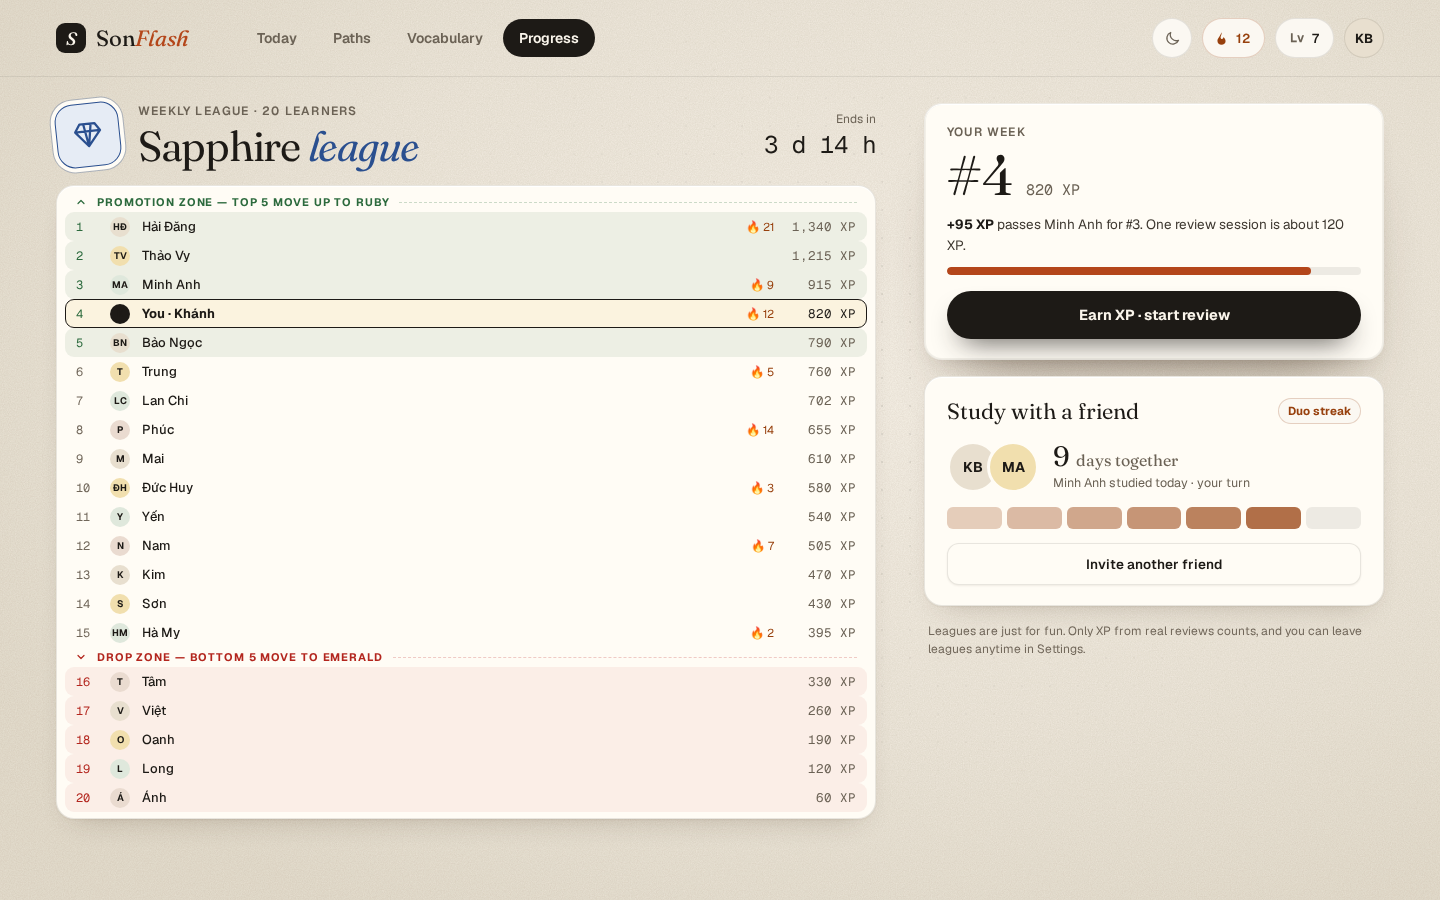 S SonFlash Today Paths Vocabulary Progress 12 Lv 7 KB
WEEKLY LEAGUE · 20 LEARNERS
Sapphire league
Ends in
3 d 14 h
PROMOTION ZONE — TOP 5 MOVE UP TO RUBY
1 HĐ Hải Đăng 🔥 21 1,340 XP
2 TV Thảo Vy 1,215 XP
3 MA Minh Anh 🔥 9 915 XP
4 You · Khánh 🔥 12 820 XP
5 BN Bảo Ngọc 790 XP
6 T Trung 🔥 5 760 XP
7 LC Lan Chi 702 XP
8 P Phúc 🔥 14 655 XP
9 M Mai 610 XP
10 ĐH Đức Huy 🔥 3 580 XP
11 Y Yến 540 XP
12 N Nam 🔥 7 505 XP
13 K Kim 470 XP
14 S Sơn 430 XP
15 HM Hà My 🔥 2 395 XP
DROP ZONE — BOTTOM 5 MOVE TO EMERALD
16 T Tâm 330 XP
17 V Việt 260 XP
18 O Oanh 190 XP
19 L Long 120 XP
20 Á Ánh 60 XP
YOUR WEEK
#4 820 XP
+95 XP passes Minh Anh for #3. One review session is about 120
XP.
Earn XP · start review
Study with a friend Duo streak
KB MA 9 days together
Minh Anh studied today · your turn
Invite another friend
Leagues are just for fun. Only XP from real reviews counts, and you can leave
leagues anytime in Settings.